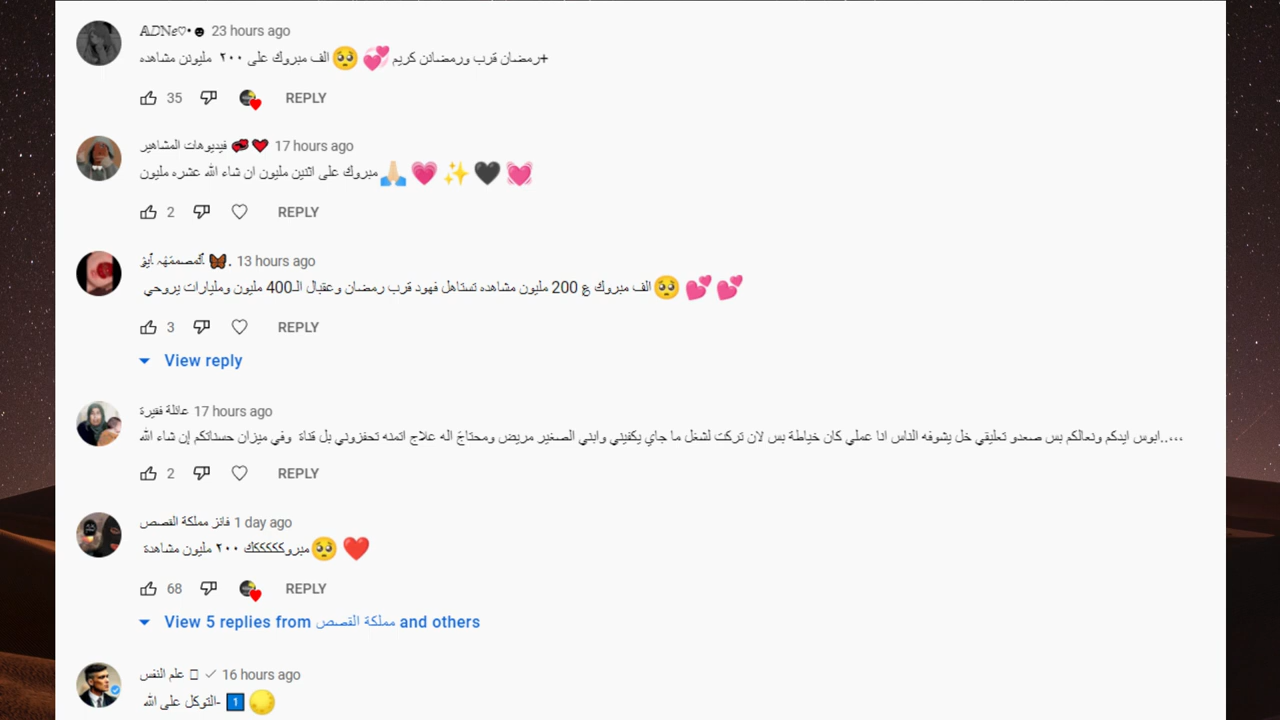 𝔸𝐷𝑁𝑒♡•☻ 23 hours ago
+رمضان قرب ورمضانن كريم 💞🥺الف مبروك على ٢٠٠ مليونن مشاهده
35 REPLY
فيديوهات المشاهير 💋❤ 17 hours ago
مبروك على اثنين مليون ان شاء الله عشره مليون🙏🏼💗✨🖤💓
2 REPLY
🦋. 13 hours ago
الف مبروك ع 200 مليون مشاهده تستاهل فهود قرب رمضان وعقبال الـ400 مليون ومليارات يروحي🥺💕💕
3 REPLY
View reply
عائلة فقيرة 17 hours ago
،،،..ابوس ايدكم ونعالكم بس صعدو تعليقي خل يشوفه الناس انا عملي كان خياطة بس لان تركت لشغل ما جاي يكفيني وابني الصغير مريض ومحتاج اله علاج اتمنه تحفزوني بل قناة وفي ميزان حسناتكم إن شاء الله
2 REPLY
فائز مملكة القصص 1 day ago
مبروكككككك ٢٠٠ مليون مشاهدة🥺❤️
68 REPLY
View 5 replies from مملكة القصص and others
علم النفس ✓ 16 hours ago
-التوكل على الله 1️⃣🌕